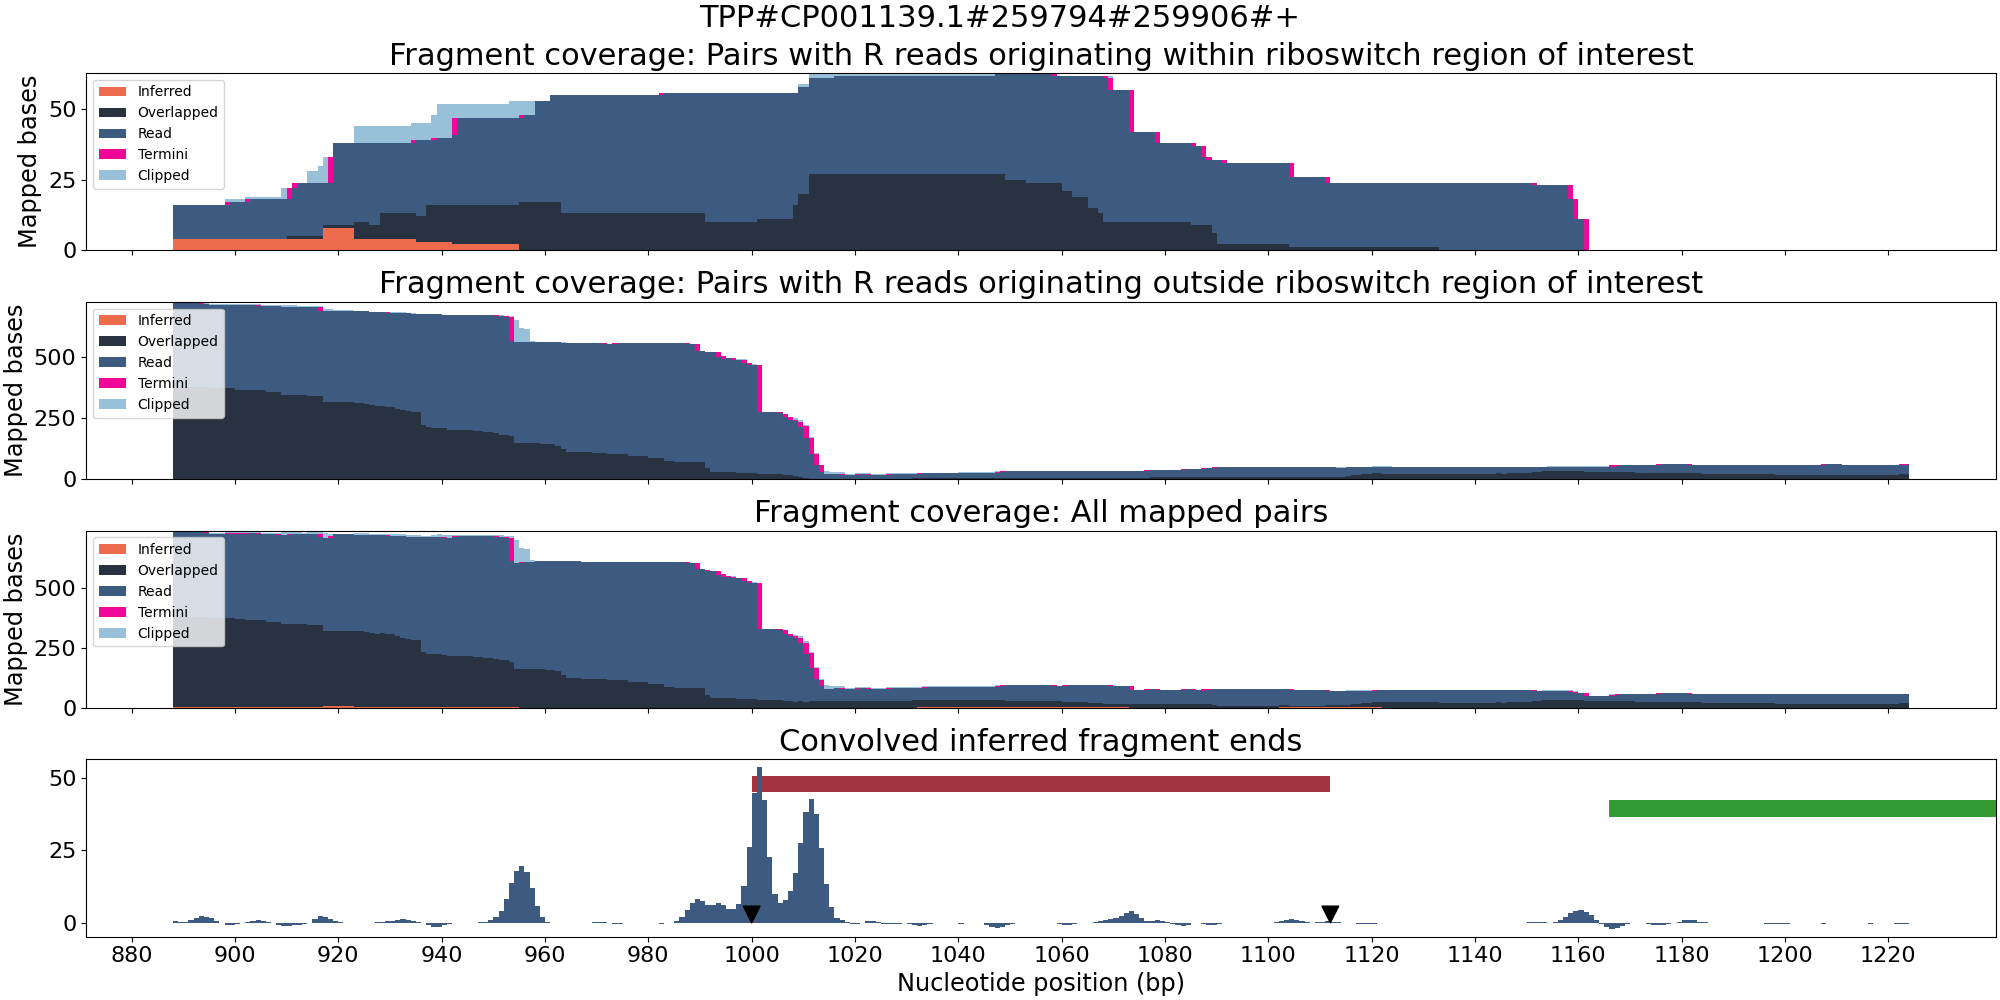 TPP#CP001139.1#259794#259906#+
Fragment coverage: Pairs with R reads originating within riboswitch region of interest
Mapped bases
50
25
0
Inferred
Overlapped
Read
Termini
Clipped
Fragment coverage: Pairs with R reads originating outside riboswitch region of interest
Mapped bases
500
250
0
Inferred
Overlapped
Read
Termini
Clipped
Fragment coverage: All mapped pairs
Mapped bases
500
250
0
Inferred
Overlapped
Read
Termini
Clipped
Convolved inferred fragment ends
50
25
0
880 900 920 940 960 980 1000 1020 1040 1060 1080 1100 1120 1140 1160 1180 1200 1220
Nucleotide position (bp)